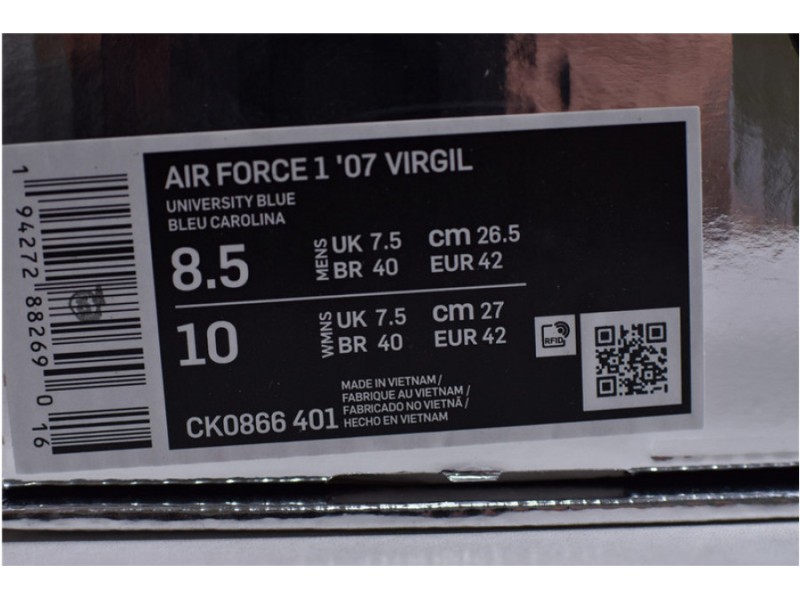 AIR FORCE 1 '07 VIRGIL
UNIVERSITY BLUE
BLEU CAROLINA
8.5 MENS UK 7.5 cm 26.5
BR 40 EUR 42
10 WMNS UK 7.5 cm 27
BR 40 EUR 42
RFID
CK0866 401
MADE IN VIETNAM /
FABRIQUE AU VIETNAM /
FABRICADO NO VIETNÃ /
HECHO EN VIETNAM
1 94272 88269 0 16